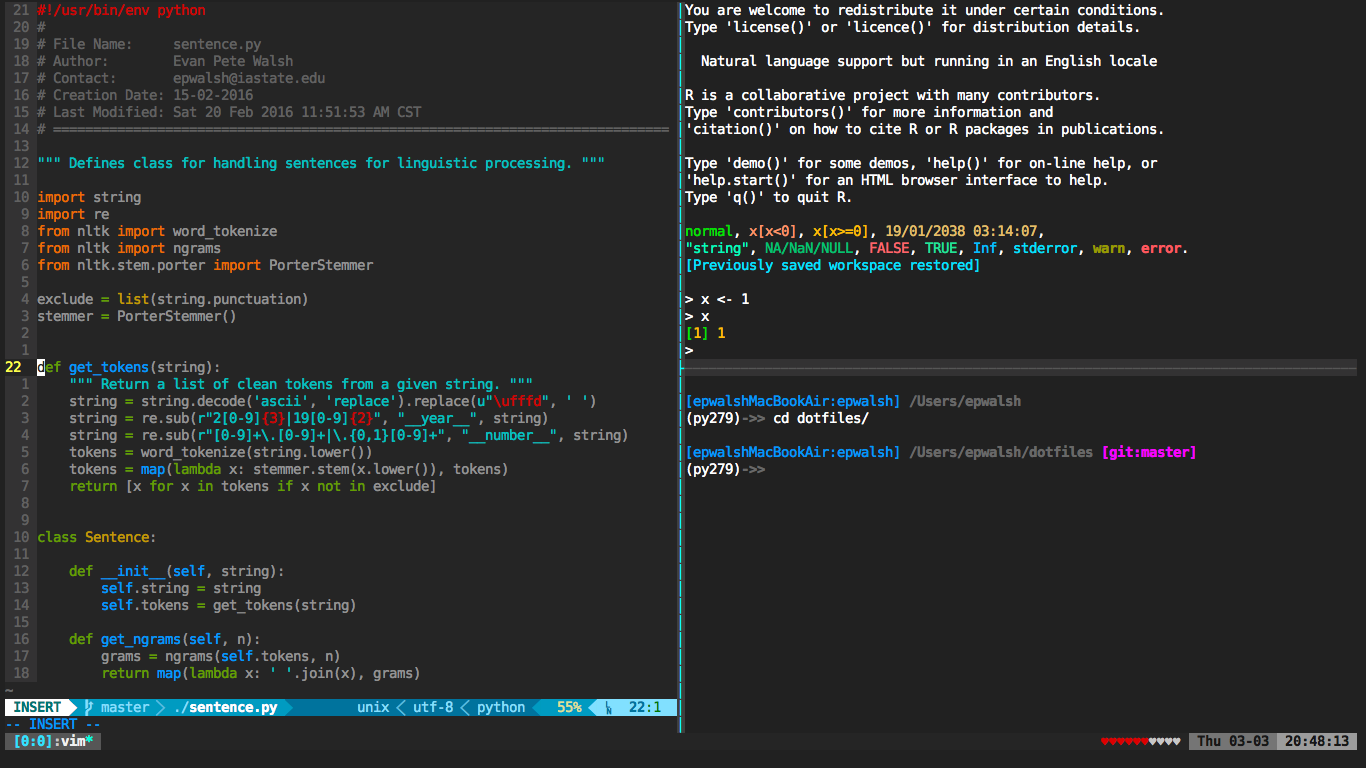 21 #!/usr/bin/env python
20 #
19 # File Name:     sentence.py
18 # Author:        Evan Pete Walsh
17 # Contact:       epwalsh@iastate.edu
16 # Creation Date: 15-02-2016
15 # Last Modified: Sat 20 Feb 2016 11:51:53 AM CST
14 # =============================================================================
13
12 """ Defines class for handling sentences for linguistic processing. """
11
10 import string
9 import re
8 from nltk import word_tokenize
7 from nltk import ngrams
6 from nltk.stem.porter import PorterStemmer
5
4 exclude = list(string.punctuation)
3 stemmer = PorterStemmer()
2
1
22 def get_tokens(string):
1     """ Return a list of clean tokens from a given string. """
2     string = string.decode('ascii', 'replace').replace(u"\ufffd", ' ')
3     string = re.sub(r"2[0-9]{3}|19[0-9]{2}", "__year__", string)
4     string = re.sub(r"[0-9]+\.[0-9]+|\.{0,1}[0-9]+", "__number__", string)
5     tokens = word_tokenize(string.lower())
6     tokens = map(lambda x: stemmer.stem(x.lower()), tokens)
7     return [x for x in tokens if x not in exclude]
8
9
10 class Sentence:
11
12     def __init__(self, string):
13         self.string = string
14         self.tokens = get_tokens(string)
15
16     def get_ngrams(self, n):
17         grams = ngrams(self.tokens, n)
18         return map(lambda x: ' '.join(x), grams)
~
INSERT master ./sentence.py unix utf-8 python 55% 22:1
-- INSERT --
You are welcome to redistribute it under certain conditions.
Type 'license()' or 'licence()' for distribution details.
  Natural language support but running in an English locale
R is a collaborative project with many contributors.
Type 'contributors()' for more information and
'citation()' on how to cite R or R packages in publications.
Type 'demo()' for some demos, 'help()' for on-line help, or
'help.start()' for an HTML browser interface to help.
Type 'q()' to quit R.
normal, x[x<0], x[x>=0], 19/01/2038 03:14:07,
"string", NA/NaN/NULL, FALSE, TRUE, Inf, stderror, warn, error.
[Previously saved workspace restored]
> x <- 1
> x
[1] 1
>
[epwalshMacBookAir:epwalsh] /Users/epwalsh
(py279)->> cd dotfiles/
[epwalshMacBookAir:epwalsh] /Users/epwalsh/dotfiles [git:master]
(py279)->>
[0:0]:vim* ♥♥♥♥♥♥♥♥♥♥ Thu 03-03 20:48:13